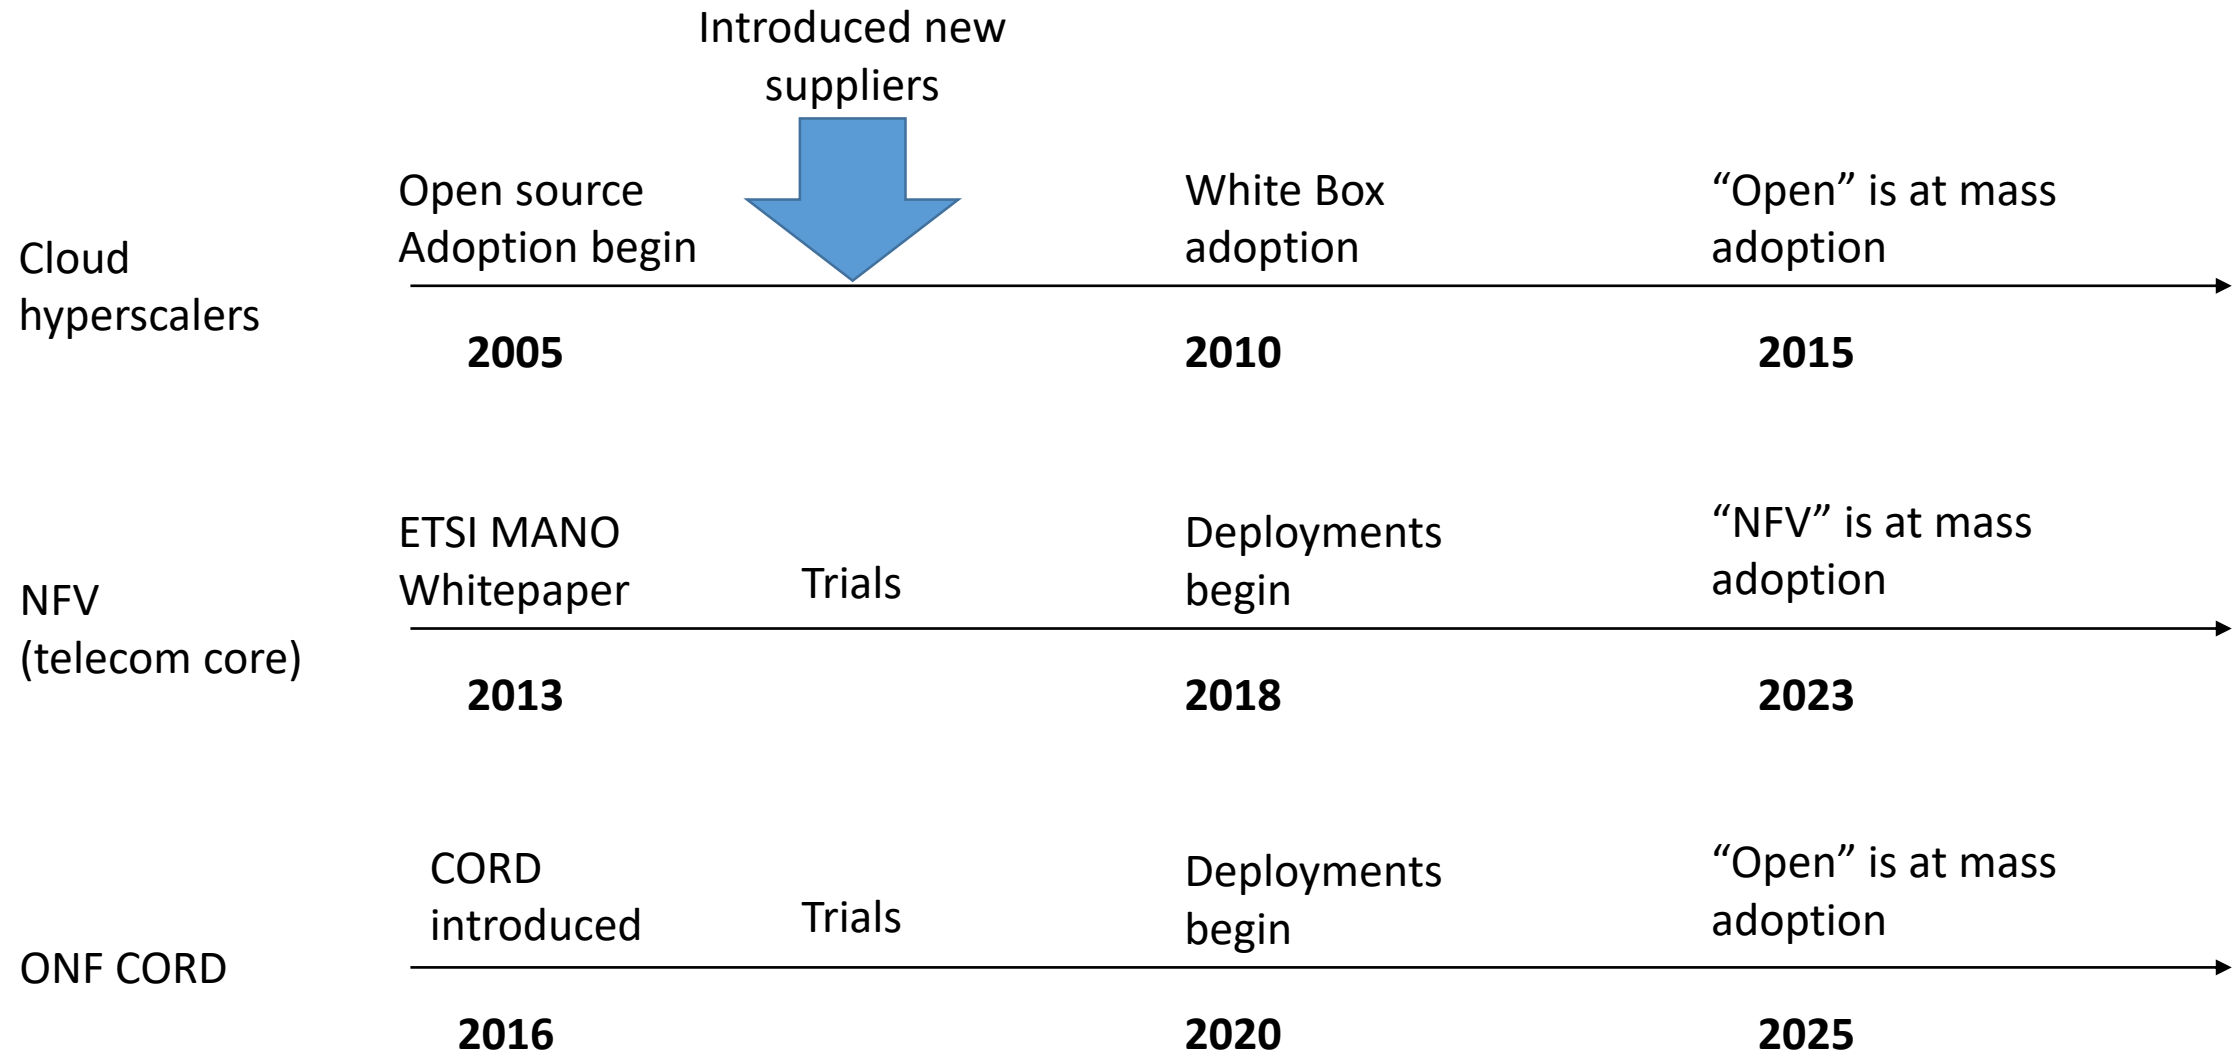 Introduced new
suppliers
Open source
Adoption begin
White Box
adoption
“Open” is at mass
adoption
Cloud
hyperscalers
2005
2010
2015
ETSI MANO
Whitepaper
Trials
Deployments
begin
“NFV” is at mass
adoption
NFV
(telecom core)
2013
2018
2023
CORD
introduced
Trials
Deployments
begin
“Open” is at mass
adoption
ONF CORD
2016
2020
2025